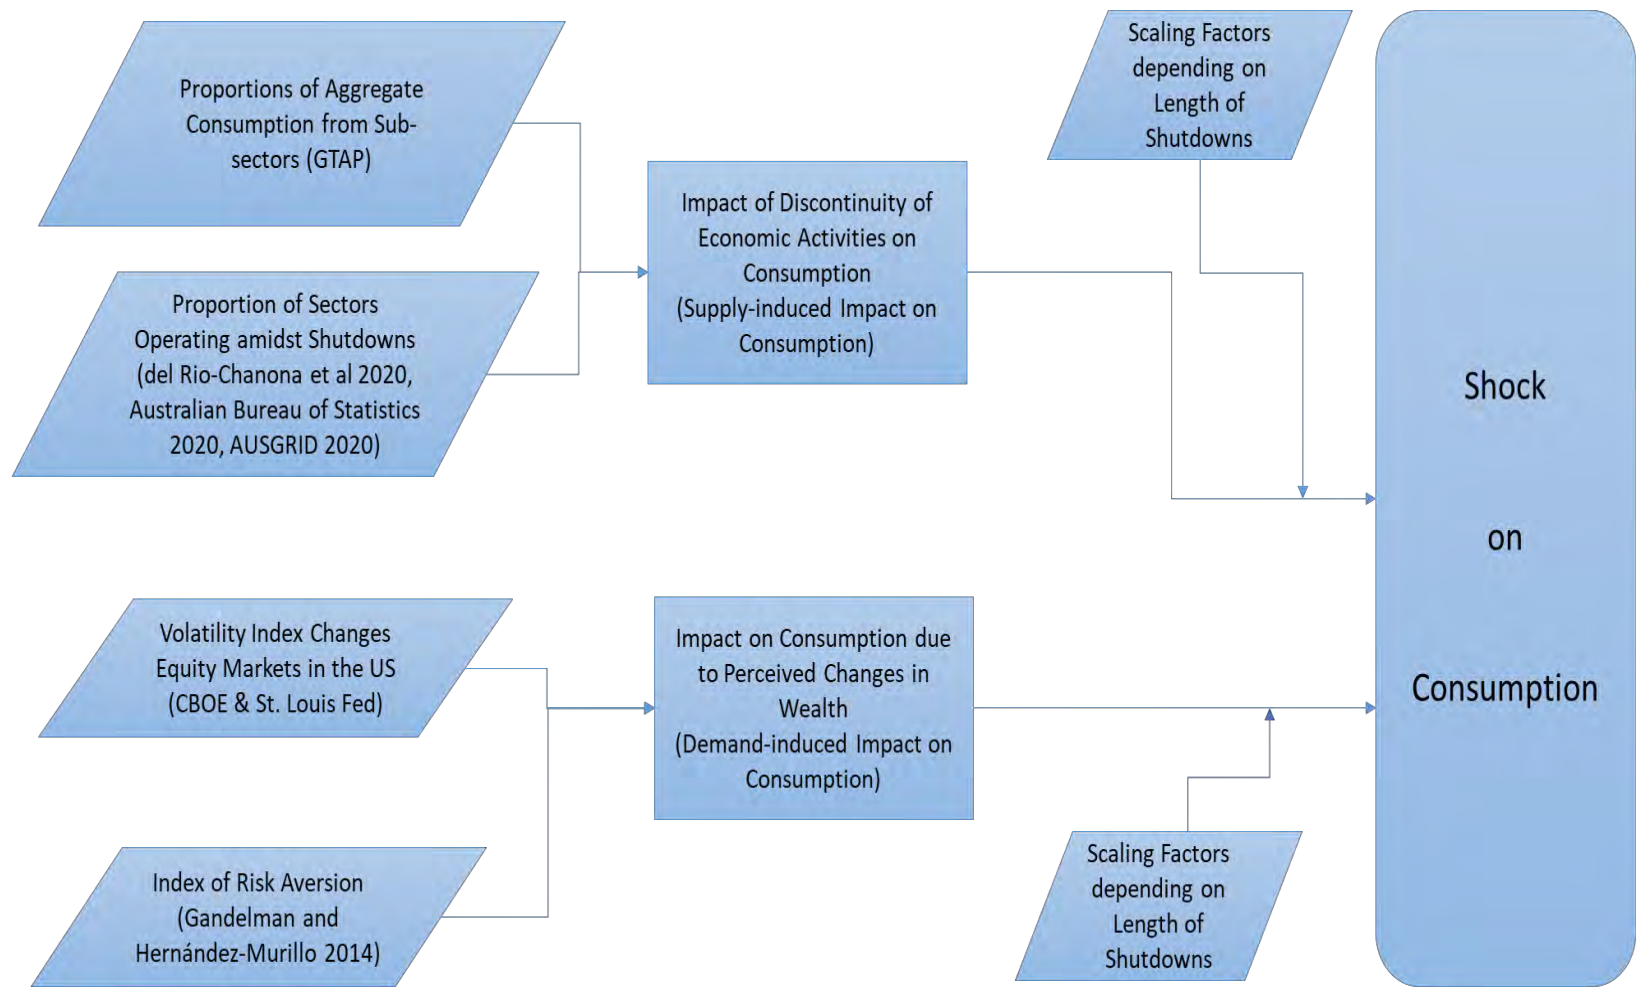 Proportions of Aggregate
Consumption from Sub-
sectors (GTAP)
Proportion of Sectors
Operating amidst Shutdowns
(del Rio-Chanona et al 2020,
Australian Bureau of Statistics
2020, AUSGRID 2020)
Impact of Discontinuity of
Economic Activities on
Consumption
(Supply-induced Impact on
Consumption)
Scaling Factors
depending on
Length of
Shutdowns
Volatility Index Changes
Equity Markets in the US
(CBOE & St. Louis Fed)
Index of Risk Aversion
(Gandelman and
Hernández-Murillo 2014)
Impact on Consumption due
to Perceived Changes in
Wealth
(Demand-induced Impact on
Consumption)
Scaling Factors
depending on
Length of
Shutdowns
Shock
on
Consumption